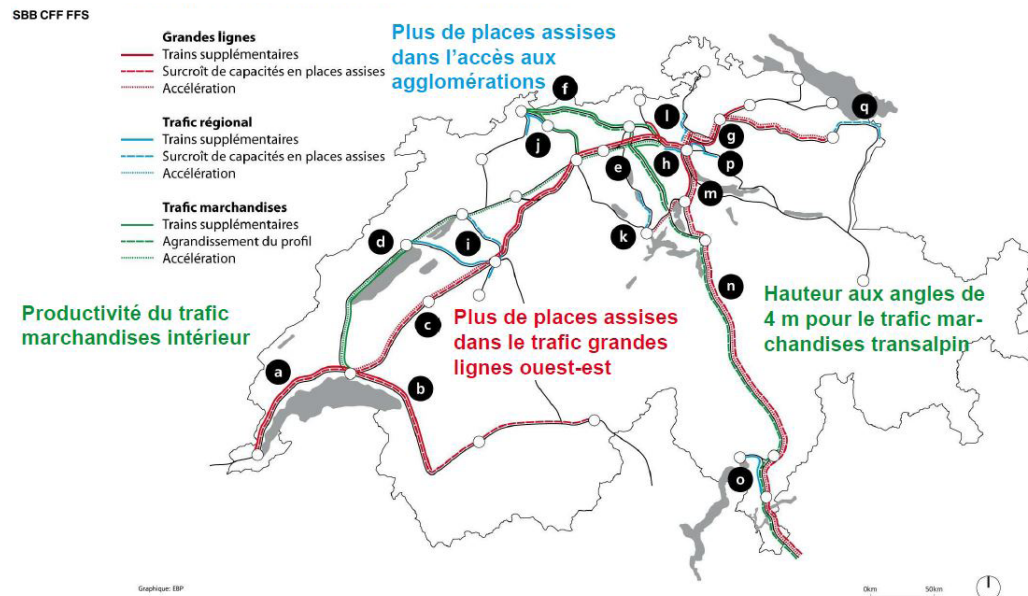 SBB CFF FFS
Grandes lignes
Trains supplémentaires
Surcroît de capacités en places assises
Accélération
Trafic régional
Trains supplémentaires
Surcroît de capacités en places assises
Accélération
Trafic marchandises
Trains supplémentaires
Agrandissement du profil
Accélération
Plus de places assises
dans l'accès aux
agglomérations
f
q
l
g
j
e
h
p
m
k
d
i
n
c
Productivité du trafic
marchandises intérieur
Plus de places assises
dans le trafic grandes
lignes ouest-est
Hauteur aux angles de
4 m pour le trafic mar-
chandises transalpin
a
b
o
Graphique: EBP
0km 50km